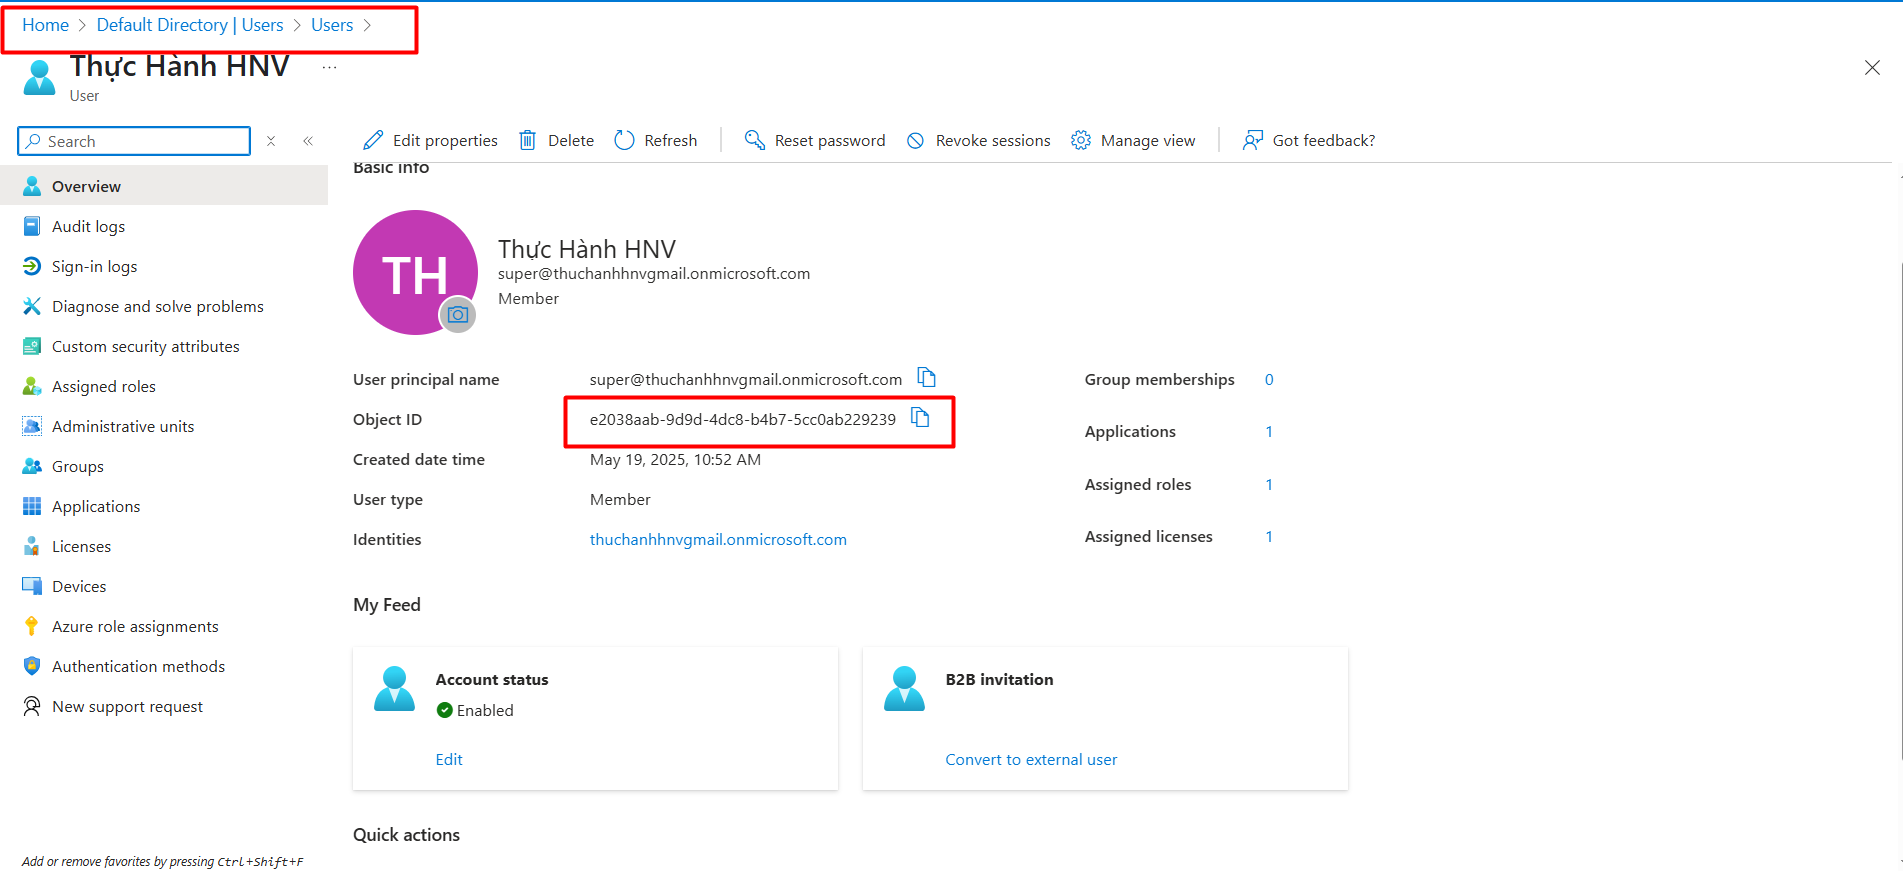 Home > Default Directory | Users > Users >
Thực Hành HNV ...
User
Search
Edit properties
Delete
Refresh
Reset password
Revoke sessions
Manage view
Got feedback?
Overview
Audit logs
Sign-in logs
Diagnose and solve problems
Custom security attributes
Assigned roles
Administrative units
Groups
Applications
Licenses
Devices
Azure role assignments
Authentication methods
New support request
Add or remove favorites by pressing Ctrl+Shift+F
Basic info
TH
Thực Hành HNV
super@thuchanhhnvgmail.onmicrosoft.com
Member
User principal name super@thuchanhhnvgmail.onmicrosoft.com
Object ID e2038aab-9d9d-4dc8-b4b7-5cc0ab229239
Created date time May 19, 2025, 10:52 AM
User type Member
Identities thuchanhhnvgmail.onmicrosoft.com
Group memberships 0
Applications 1
Assigned roles 1
Assigned licenses 1
My Feed
Account status
Enabled
Edit
B2B invitation
Convert to external user
Quick actions